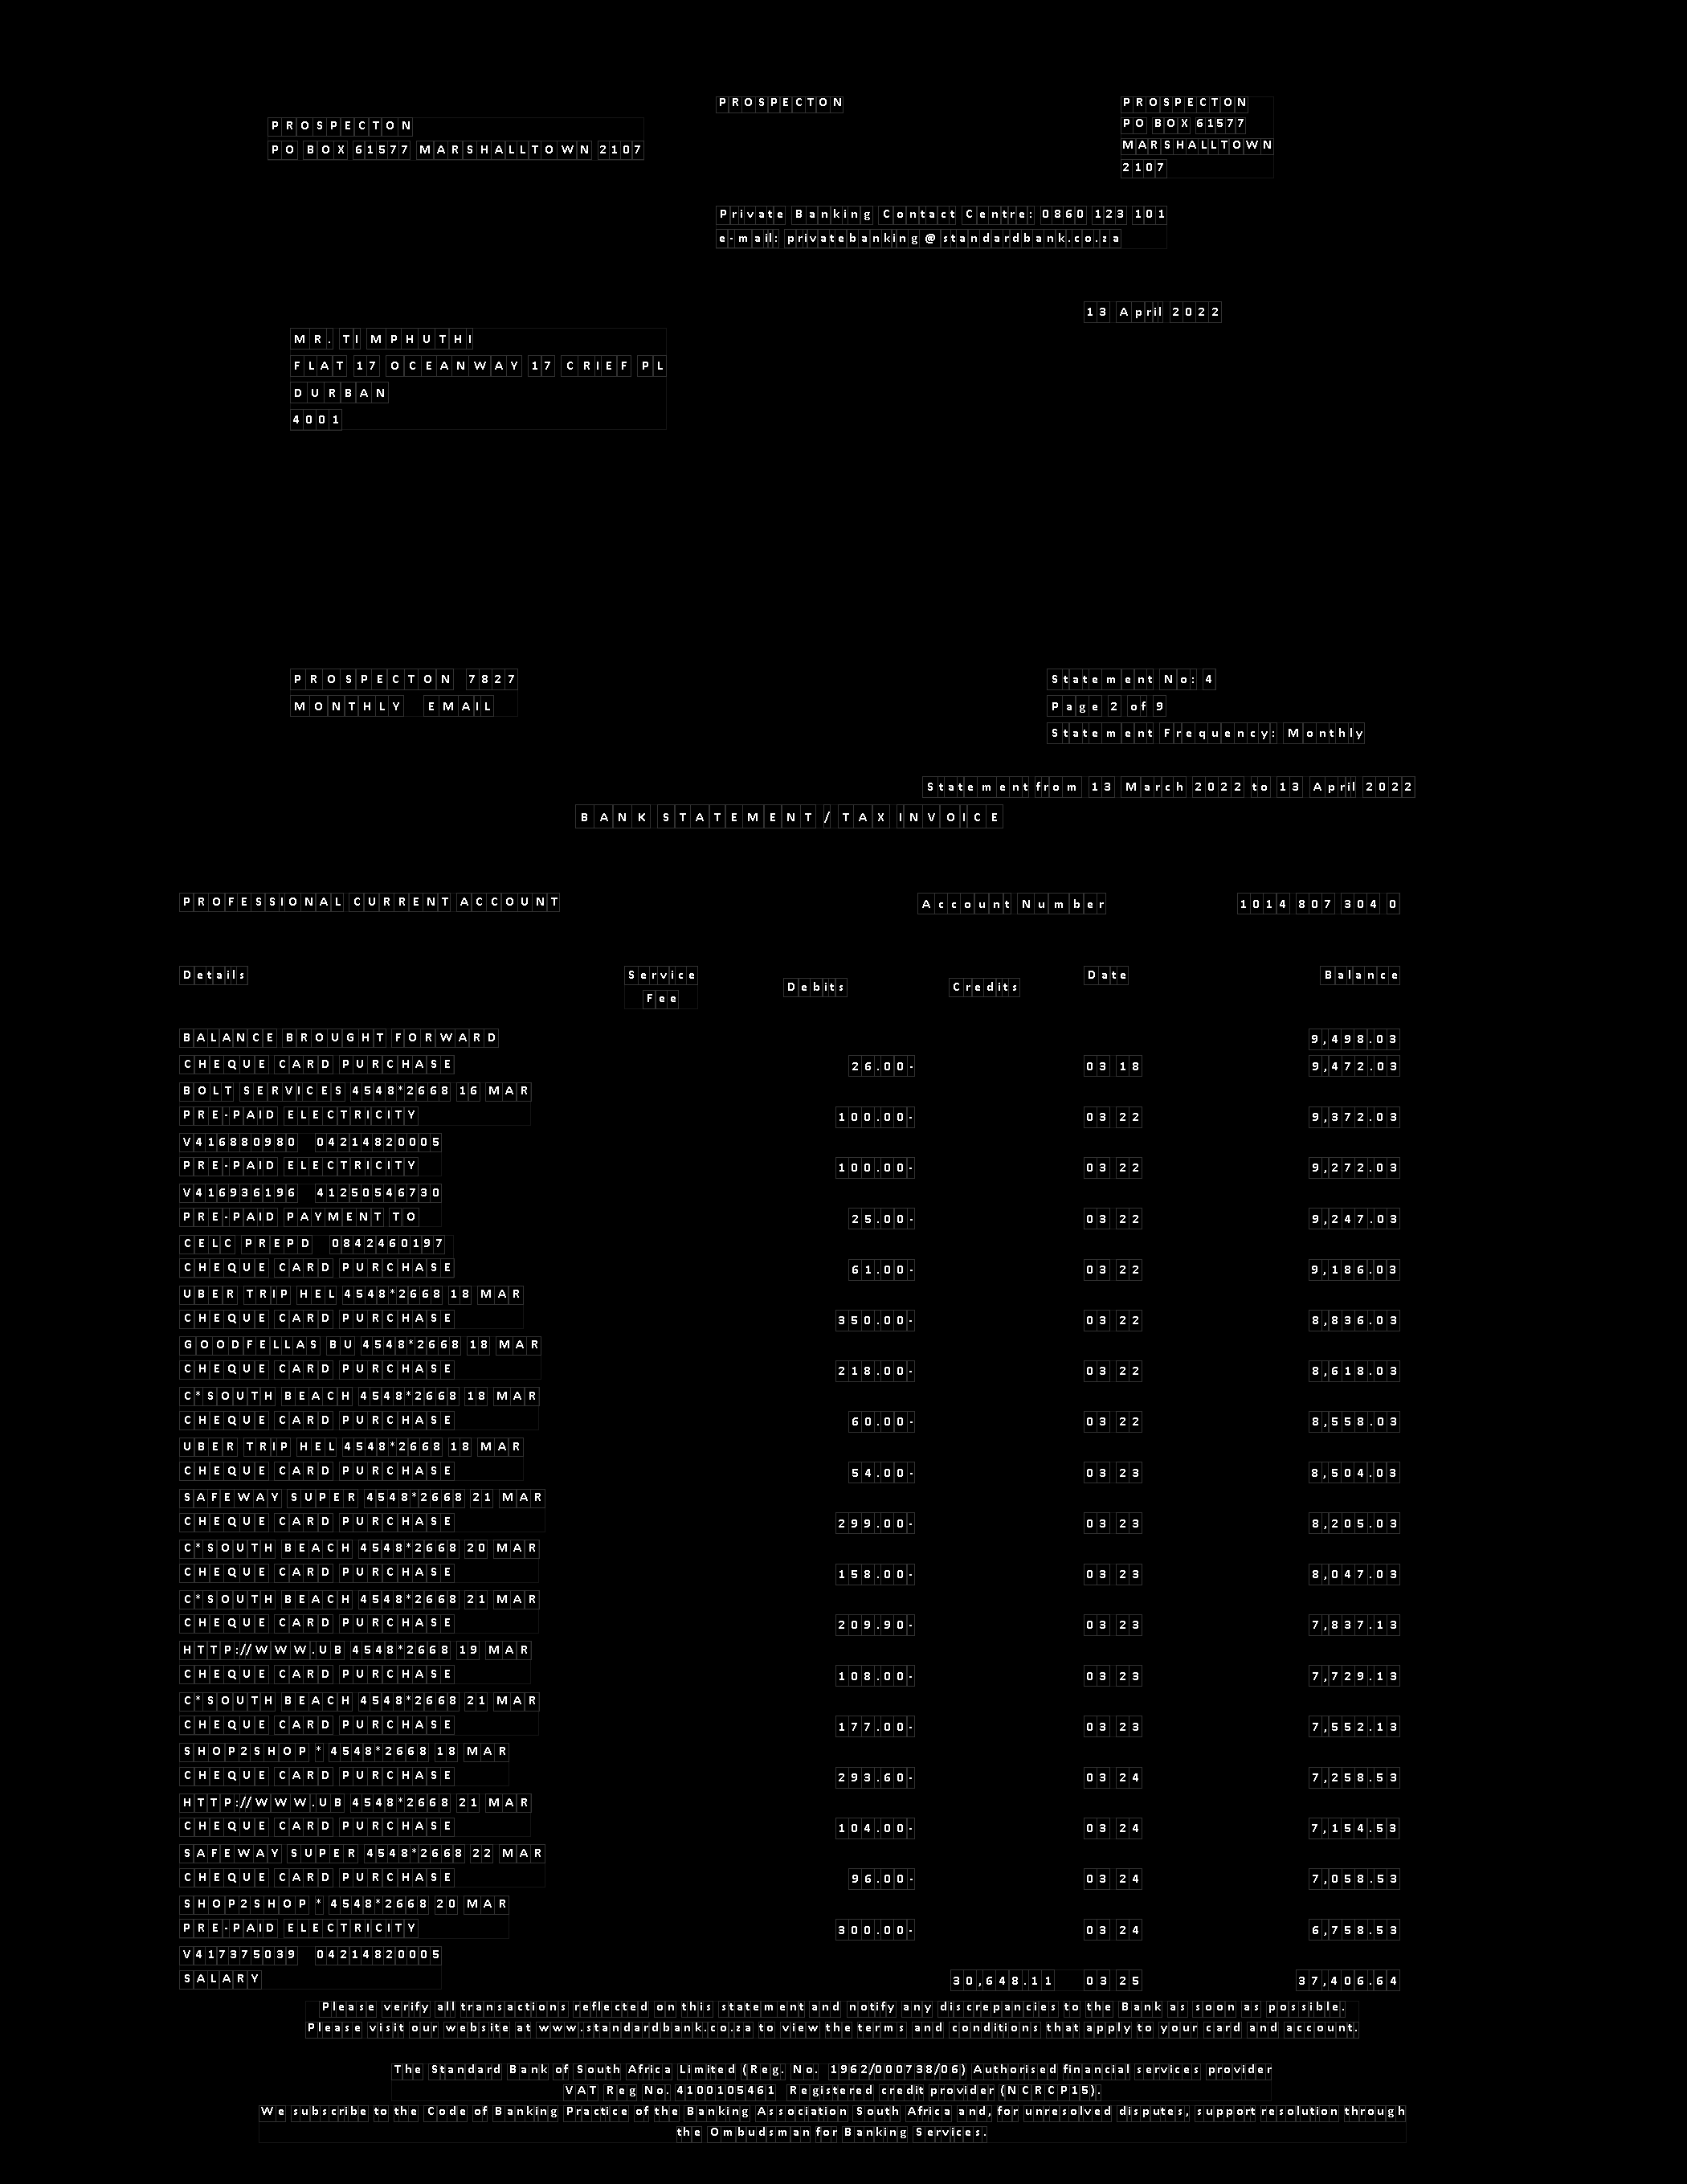 PROSPECTON
PO BOX 61577 MARSHALLTOWN 2107
PROSPECTON
PROSPECTON
PO BOX 61577
MARSHALLTOWN
2107
Private Banking Contact Centre: 0860 123 101
e-mail: privatebanking@standardbank.co.za
13 April 2022
MR. TI MPHUTHI
FLAT 17 OCEANWAY 17 CRIEF PL
DURBAN
4001
PROSPECTON 7827
MONTHLY EMAIL
Statement No: 4
Page 2 of 9
Statement Frequency: Monthly
Statement from 13 March 2022 to 13 April 2022
BANK STATEMENT / TAX INVOICE
PROFESSIONAL CURRENT ACCOUNT Account Number 1014 807 304 0
Details Service Fee Debits Credits Date Balance
BALANCE BROUGHT FORWARD 9,498.03
CHEQUE CARD PURCHASE 26.00- 03 18 9,472.03
BOLT SERVICES 4548*2668 16 MAR
PRE-PAID ELECTRICITY 100.00- 03 22 9,372.03
V416880980 04214820005
PRE-PAID ELECTRICITY 100.00- 03 22 9,272.03
V416936196 41250546730
PRE-PAID PAYMENT TO 25.00- 03 22 9,247.03
CELC PREPD 0842460197
CHEQUE CARD PURCHASE 61.00- 03 22 9,186.03
UBER TRIP HEL 4548*2668 18 MAR
CHEQUE CARD PURCHASE 350.00- 03 22 8,836.03
GOODFELLAS BU 4548*2668 18 MAR
CHEQUE CARD PURCHASE 218.00- 03 22 8,618.03
C*SOUTH BEACH 4548*2668 18 MAR
CHEQUE CARD PURCHASE 60.00- 03 22 8,558.03
UBER TRIP HEL 4548*2668 18 MAR
CHEQUE CARD PURCHASE 54.00- 03 23 8,504.03
SAFEWAY SUPER 4548*2668 21 MAR
CHEQUE CARD PURCHASE 299.00- 03 23 8,205.03
C*SOUTH BEACH 4548*2668 20 MAR
CHEQUE CARD PURCHASE 158.00- 03 23 8,047.03
C*SOUTH BEACH 4548*2668 21 MAR
CHEQUE CARD PURCHASE 209.90- 03 23 7,837.13
HTTP://WWW.UB 4548*2668 19 MAR
CHEQUE CARD PURCHASE 108.00- 03 23 7,729.13
C*SOUTH BEACH 4548*2668 21 MAR
CHEQUE CARD PURCHASE 177.00- 03 23 7,552.13
SHOP2SHOP * 4548*2668 18 MAR
CHEQUE CARD PURCHASE 293.60- 03 24 7,258.53
HTTP://WWW.UB 4548*2668 21 MAR
CHEQUE CARD PURCHASE 104.00- 03 24 7,154.53
SAFEWAY SUPER 4548*2668 22 MAR
CHEQUE CARD PURCHASE 96.00- 03 24 7,058.53
SHOP2SHOP * 4548*2668 20 MAR
PRE-PAID ELECTRICITY 300.00- 03 24 6,758.53
V417375039 04214820005
SALARY 30,648.11 03 25 37,406.64
Please verify all transactions reflected on this statement and notify any discrepancies to the Bank as soon as possible.
Please visit our website at www.standardbank.co.za to view the terms and conditions that apply to your card and account.
The Standard Bank of South Africa Limited (Reg. No. 1962/000738/06) Authorised financial services provider
VAT Reg No. 4100105461 Registered credit provider (NCRCP15).
We subscribe to the Code of Banking Practice of the Banking Association South Africa and, for unresolved disputes, support resolution through
the Ombudsman for Banking Services.